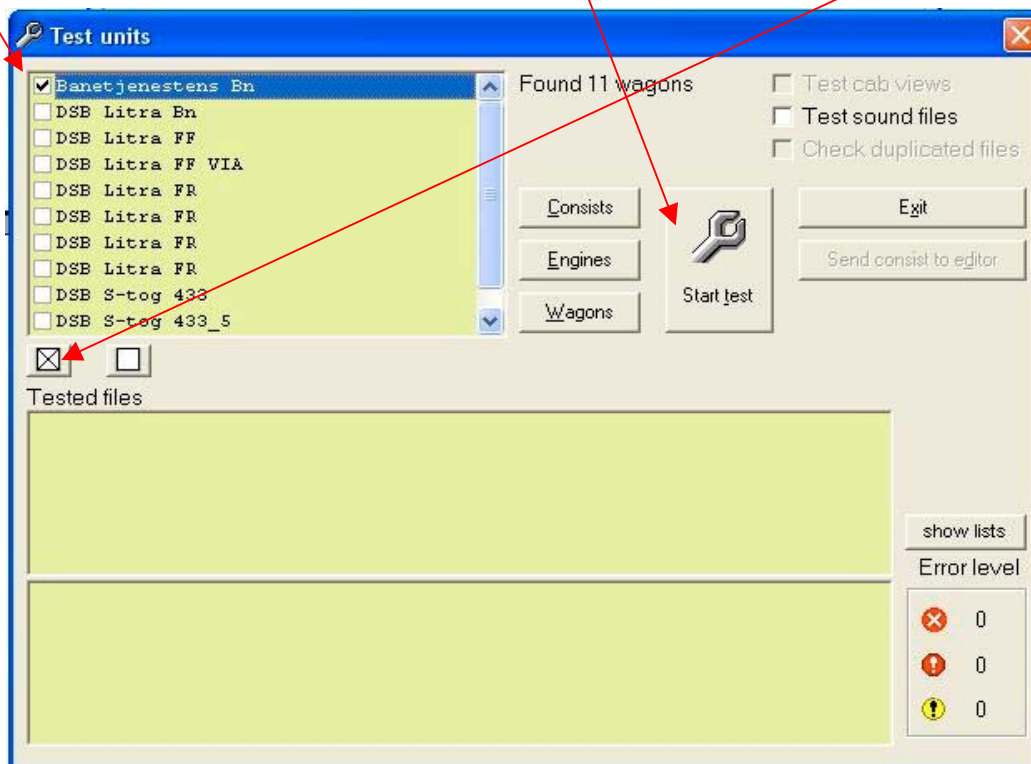 Test units
Banetjenestens Bn
DSB Litra Bn
DSB Litra FF
DSB Litra FF VIA
DSB Litra FR
DSB Litra FR
DSB Litra FR
DSB Litra FR
DSB S-tog 433
DSB S-tog 433_5
Found 11 wagons
Test cab views
Test sound files
Check duplicated files
Consists
Engines
Wagons
Start test
Exit
Send consist to editor
Tested files
show lists
Error level
0
0
0